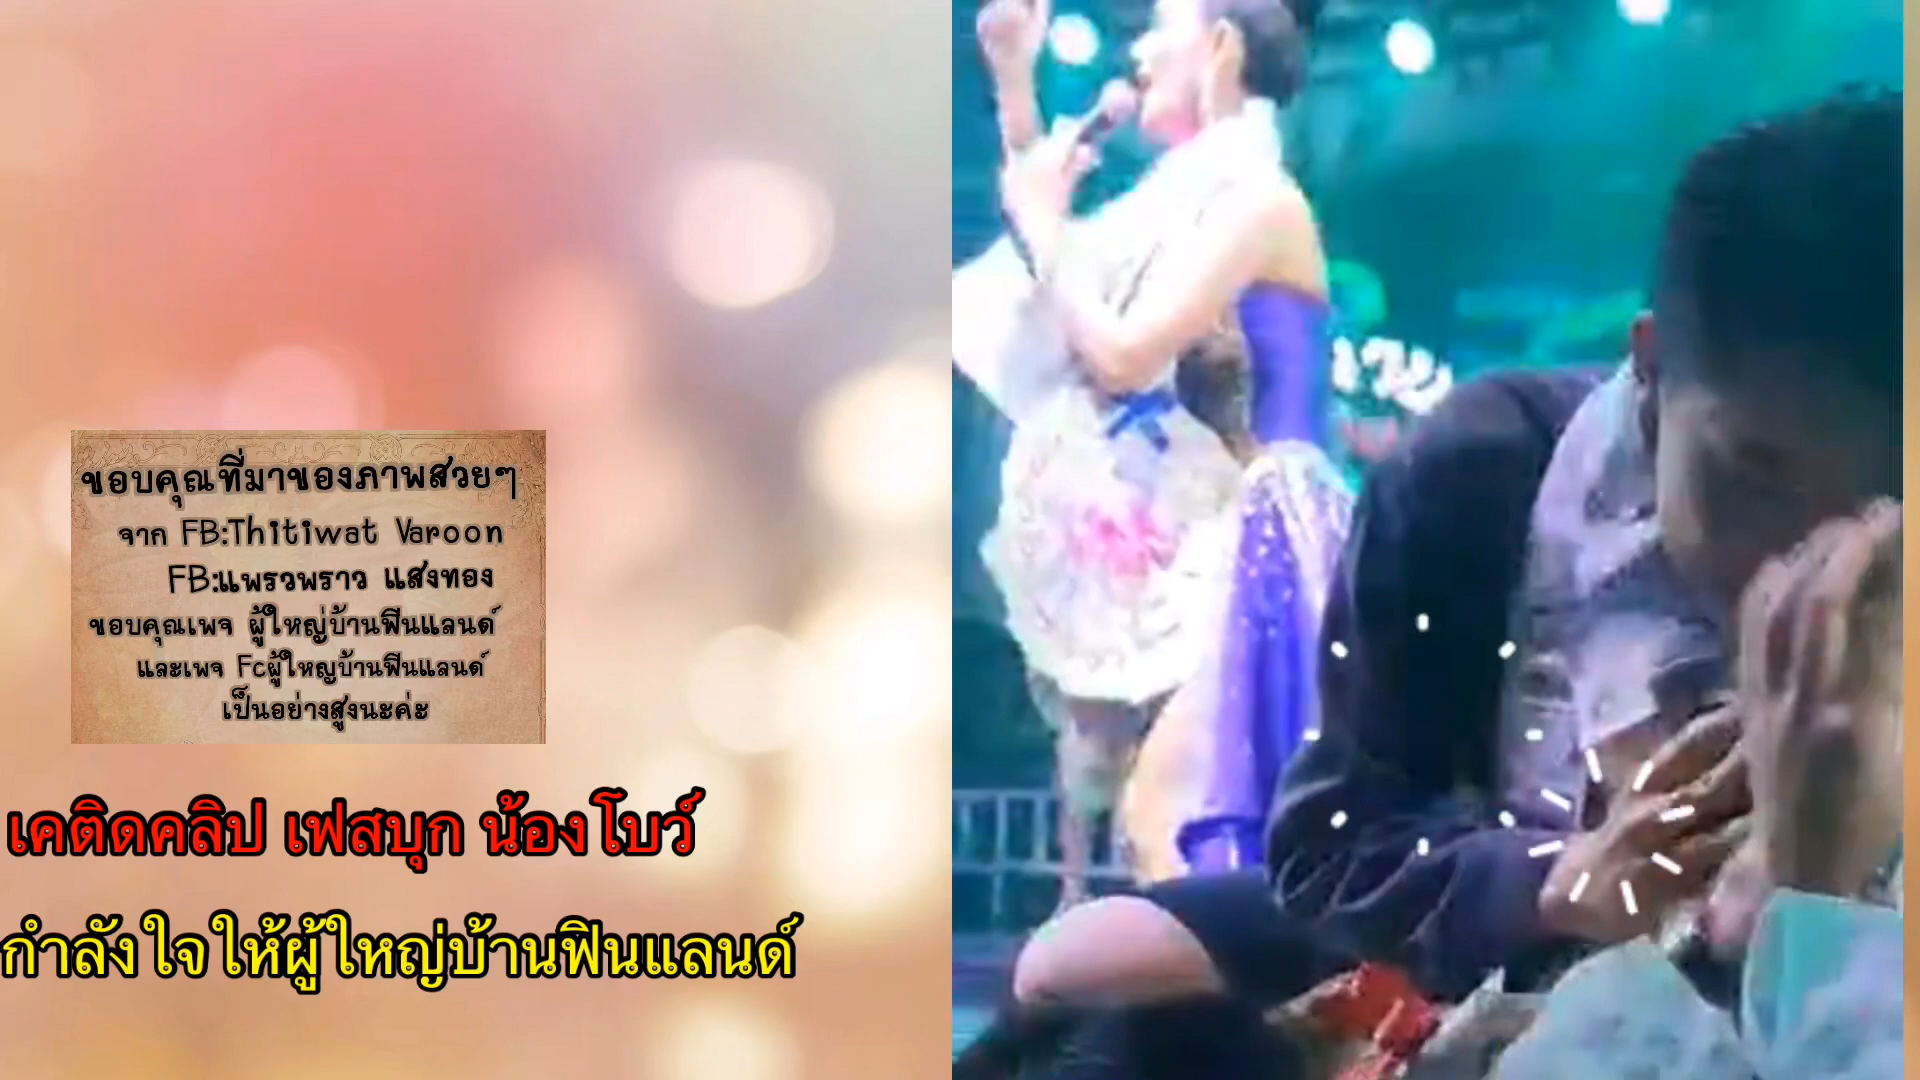 ขอบคุณที่มาของภาพสวยๆ
จาก FB:Thitiwat Varoon
FB:แพรวพราว แสงทอง
ขอบคุณเพจ ผู้ใหญ่บ้านฟินแลนด์
และเพจ Fcผู้ใหญ่บ้านฟินแลนด์
เป็นอย่างสูงนะค่ะ
เคติดคลิป เฟสบุก น้องโบว์
กำลังใจให้ผู้ใหญ่บ้านฟินแลนด์